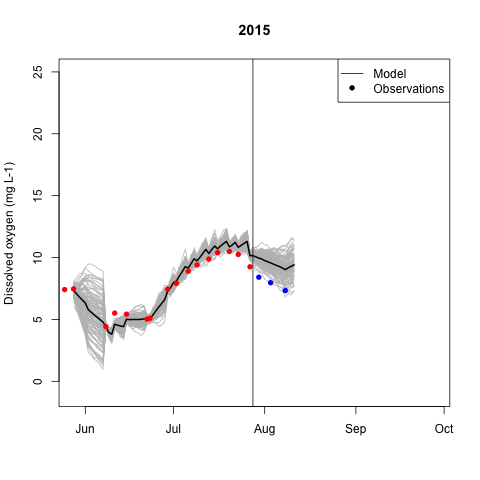 2015
Model
Observations
Dissolved oxygen (mg L-1)
25
20
15
10
5
0
Jun
Jul
Aug
Sep
Oct